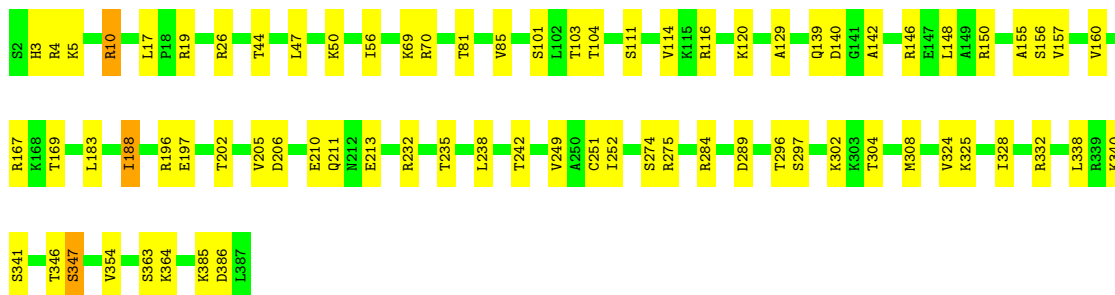 S2 H3 R4 K5 R10 L17 P18 R19 R26 T44 L47 K50 I56 K69 R70 T81 V85 S101 L102 T103 T104 S111 V114 K115 R116 K120 A129 Q139 D140 G141 A142 R146 E147 L148 A149 R150 A155 S156 V157 V160
R167 K168 T169 L183 I188 R196 E197 T202 V205 D206 E210 Q211 N212 E213 R232 T235 L238 T242 V249 A250 C251 I252 S274 R275 R284 D289 T296 S297 K302 K303 T304 M308 V324 K325 I328 R332 L338 R339 K340
S341 T346 S347 V354 S363 K364 K385 D386 L387